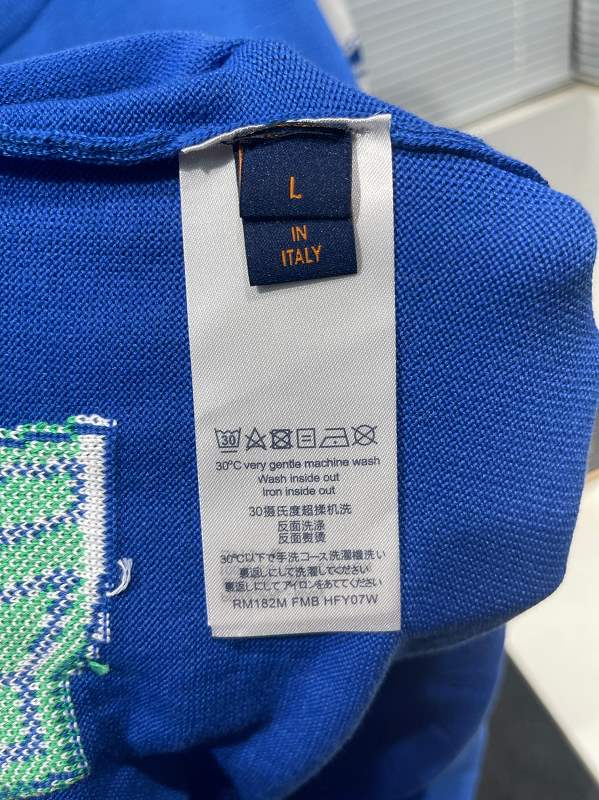 L
IN
ITALY
30
30°C very gentle machine wash
Wash inside out
Iron inside out
30摄氏度超揉机洗
反面洗涤
反面熨烫
30℃以下で手洗コース洗濯機洗い
裏返しにして洗濯してください
裏返しにしてアイロンをあててください
RM182M FMB HFY07W